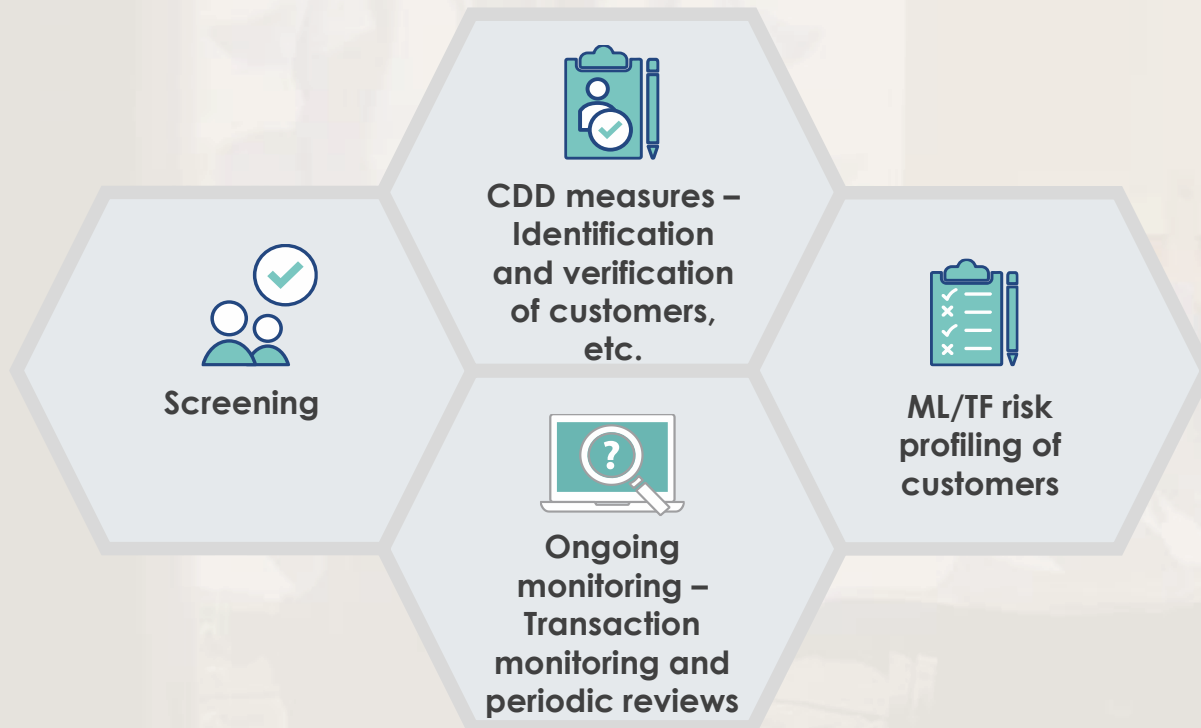 CDD measures –
Identification
and verification
of customers,
etc.
Screening
ML/TF risk
profiling of
customers
?
Ongoing
monitoring –
Transaction
monitoring and
periodic reviews